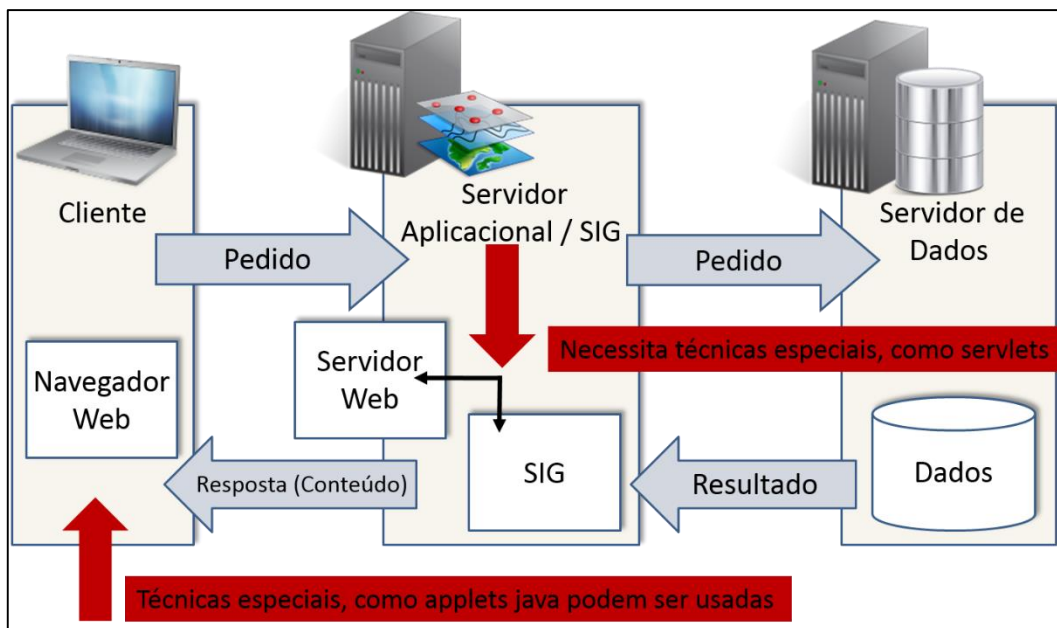 Cliente
Servidor
Aplicacional / SIG
Servidor de
Dados
Pedido
Pedido
Necessita técnicas especiais, como servlets
Navegador
Web
Servidor
Web
SIG
Dados
Resposta (Conteúdo)
Resultado
Técnicas especiais, como applets java podem ser usadas